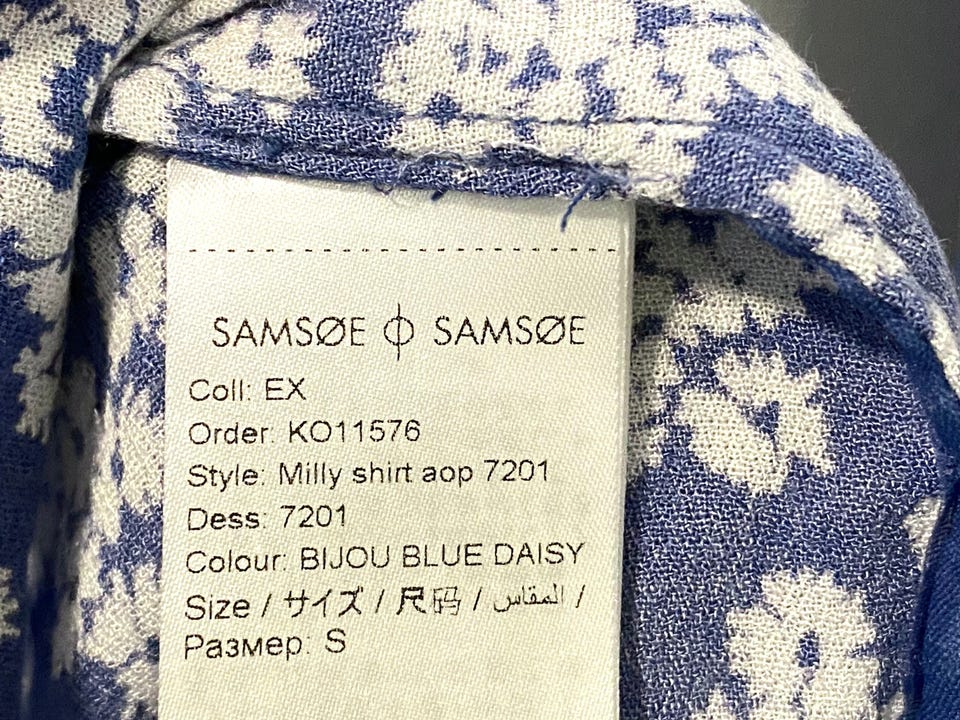 SAMSØE ɸ SAMSØE
Coll: EX
Order: KO11576
Style: Milly shirt aop 7201
Dess: 7201
Colour: BIJOU BLUE DAISY
Size / サイズ / 尺码 / المقاس /
Размер: S